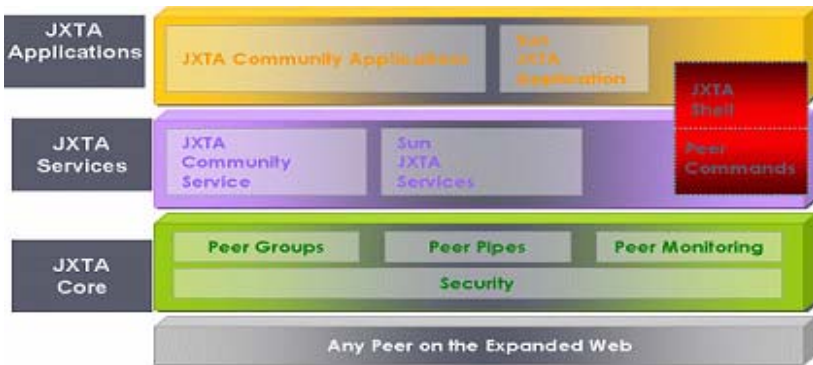 JXTA
Applications
JXTA Community Applications
Sun
JXTA
Application
JXTA
Shell
Peer
Commands
JXTA
Services
JXTA
Community
Service
Sun
JXTA
Services
JXTA
Core
Peer Groups
Peer Pipes
Peer Monitoring
Security
Any Peer on the Expanded Web